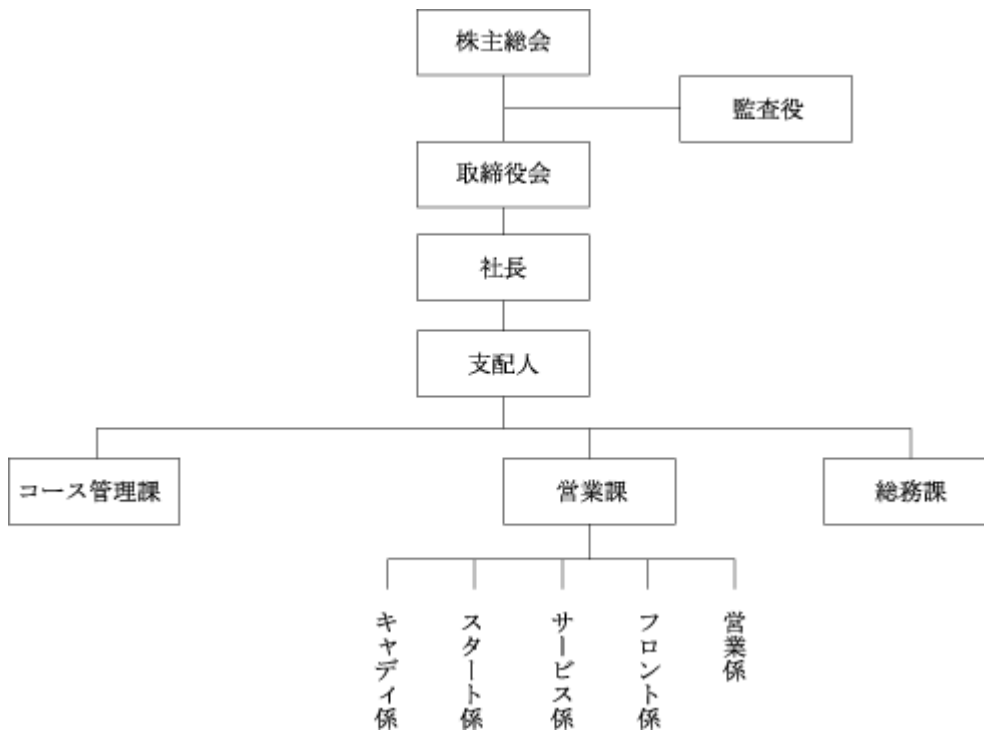 株主総会
監査役
取締役会
社長
支配人
コース管理課
営業課
総務課
キャディ係
スタート係
サービス係
フロント係
営業係